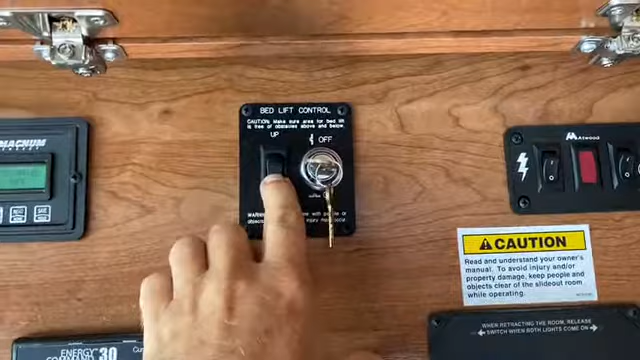 BED LIFT CONTROL
CAUTION: Make sure area for bed lift
is free of obstacles above & below.
UP
OFF
MAGNUM
Atwood
CAUTION
Read and understand your owner's
manual. To avoid injury and/or
property damage, keep people and
objects clear of the slideout room
while operating.
WHEN RETRACTING THE ROOM, RELEASE
SWITCH WHEN BOTH LIGHTS COME ON
ENERGY
COMMAND 30